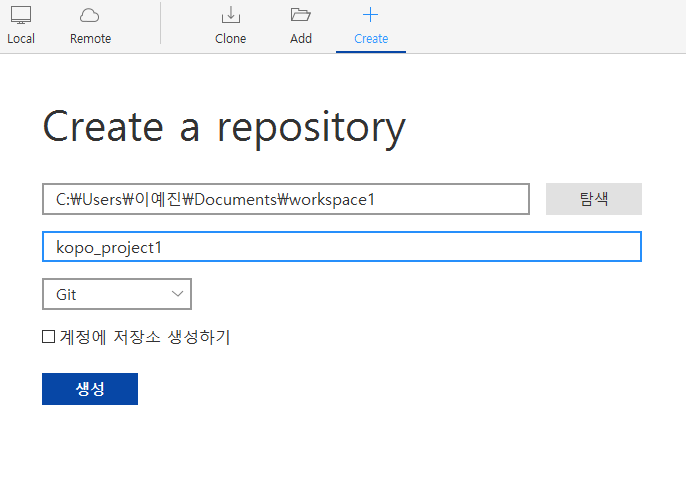 Local Remote Clone Add Create
Create a repository
C:₩Users₩이예진₩Documents₩workspace1 탐색
kopo_project1
Git
계정에 저장소 생성하기
생성